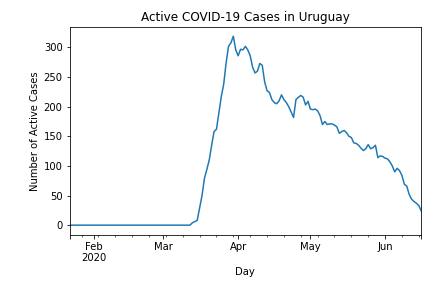 Active COVID-19 Cases in Uruguay
Number of Active Cases
300
250
200
150
100
50
0
Feb
2020
Mar
Apr
May
Jun
Day